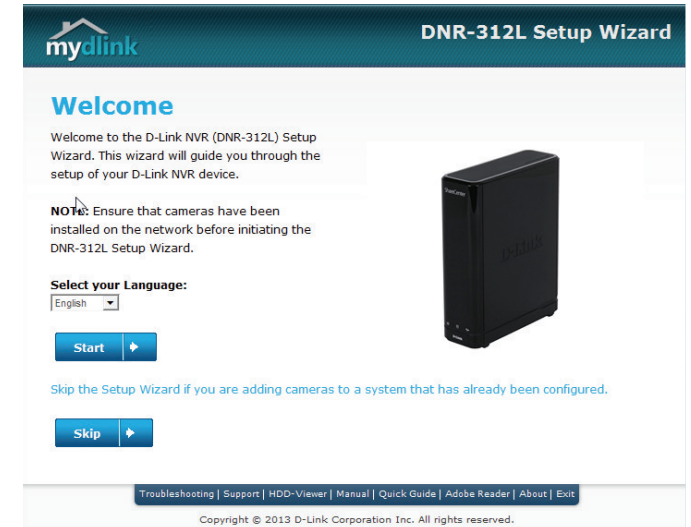 mydlink
DNR-312L Setup Wizard
Welcome
Welcome to the D-Link NVR (DNR-312L) Setup
Wizard. This wizard will guide you through the
setup of your D-Link NVR device.
NOTE: Ensure that cameras have been
installed on the network before initiating the
DNR-312L Setup Wizard.
Select your Language:
English
Start
Skip the Setup Wizard if you are adding cameras to a system that has already been configured.
Skip
Troubleshooting | Support | HDD-Viewer | Manual | Quick Guide | Adobe Reader | About | Exit
Copyright © 2013 D-Link Corporation Inc. All rights reserved.
ShareCenter
D-Link